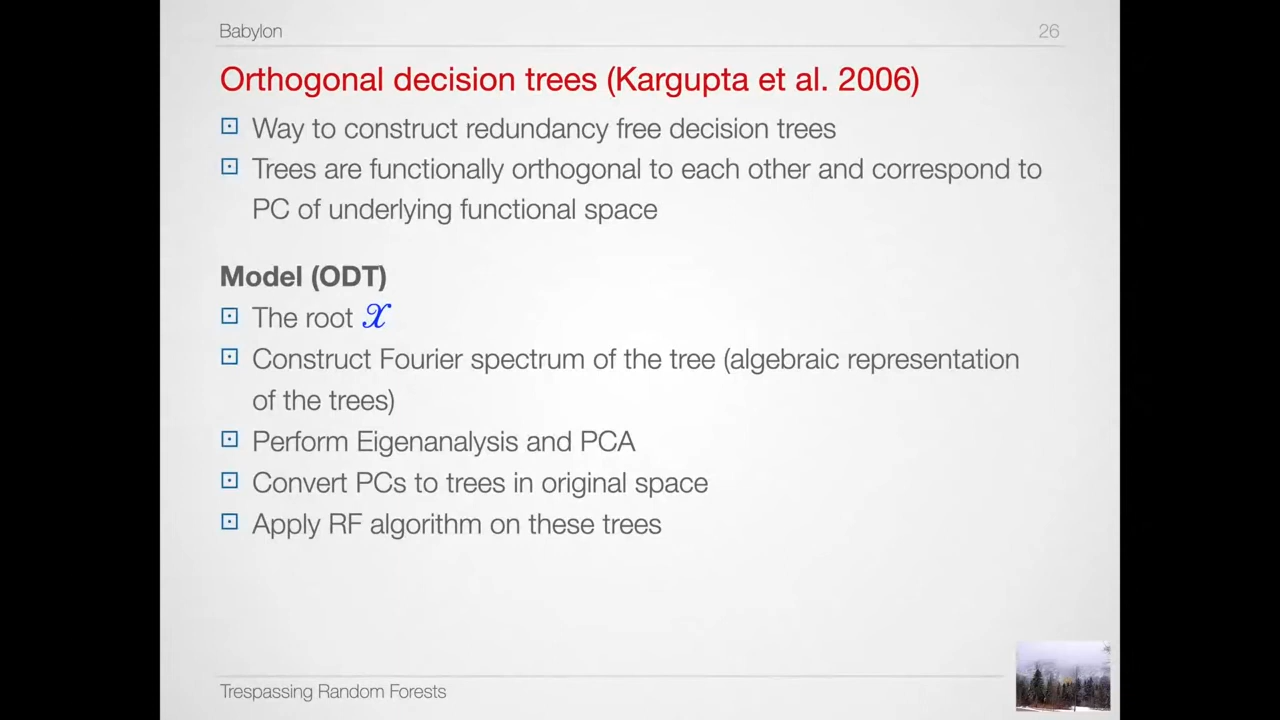 Babylon 26
Orthogonal decision trees (Kargupta et al. 2006)
Way to construct redundancy free decision trees
Trees are functionally orthogonal to each other and correspond to
PC of underlying functional space
Model (ODT)
The root 𝒳
Construct Fourier spectrum of the tree (algebraic representation
of the trees)
Perform Eigenanalysis and PCA
Convert PCs to trees in original space
Apply RF algorithm on these trees
Trespassing Random Forests